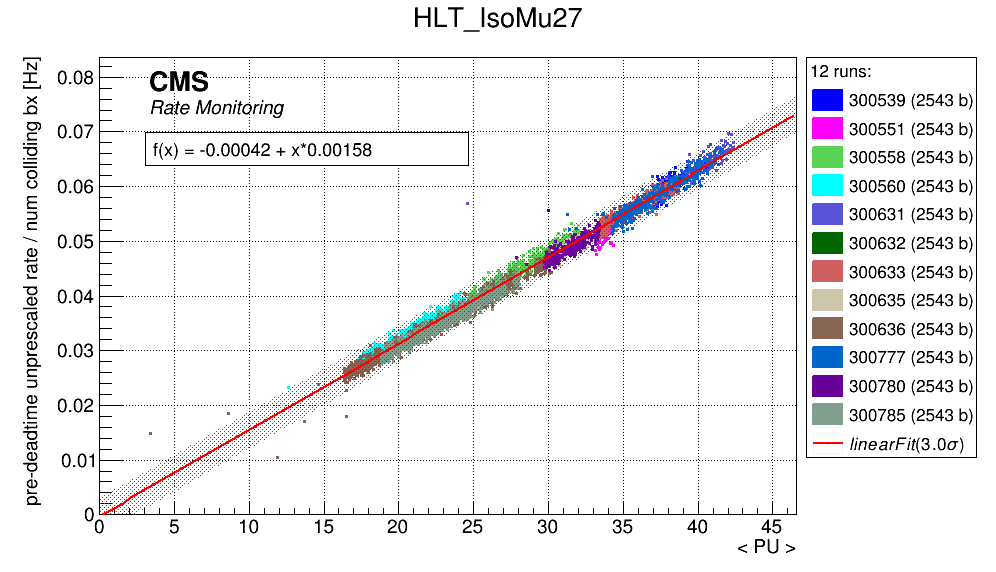 HLT_IsoMu27
pre-deadtime unprescaled rate / num colliding bx [Hz]
0.08
0.07
0.06
0.05
0.04
0.03
0.02
0.01
0
CMS
Rate Monitoring
f(x) = -0.00042 + x*0.00158
0 5 10 15 20 25 30 35 40 45
< PU >
12 runs:
300539 (2543 b)
300551 (2543 b)
300558 (2543 b)
300560 (2543 b)
300631 (2543 b)
300632 (2543 b)
300633 (2543 b)
300635 (2543 b)
300636 (2543 b)
300777 (2543 b)
300780 (2543 b)
300785 (2543 b)
linearFit(3.0σ)